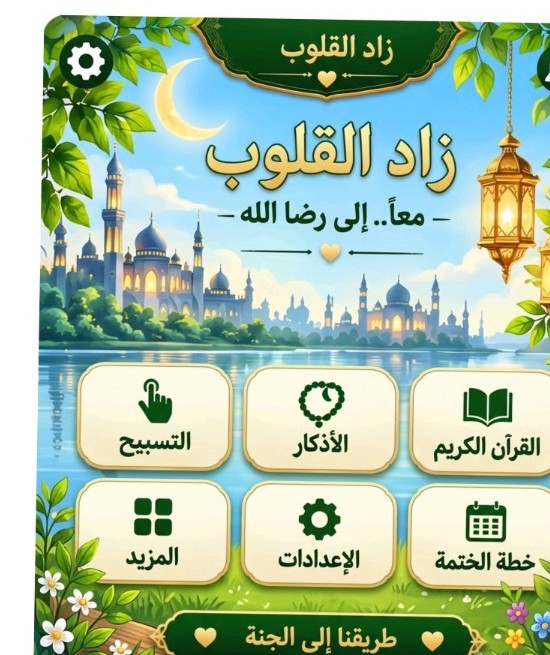 زاد القلوب
زاد القلوب
معاً.. إلى رضا الله
القرآن الكريم
الأذكار
التسبيح
خطة الختمة
الإعدادات
المزيد
طريقنا إلى الجنة